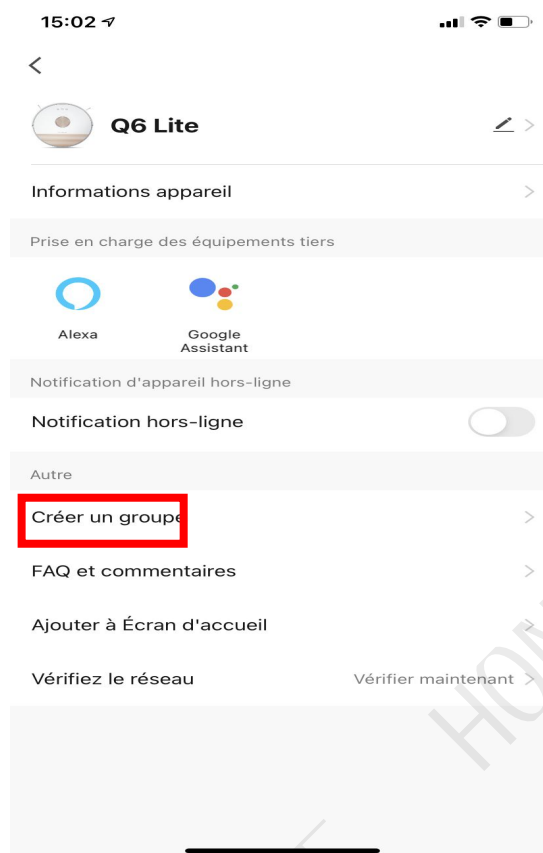 15:02
Q6 Lite
Informations appareil
Prise en charge des équipements tiers
Alexa
Google
Assistant
Notification d'appareil hors-ligne
Notification hors-ligne
Autre
Créer un groupe
FAQ et commentaires
Ajouter à Écran d'accueil
Vérifiez le réseau Vérifier maintenant